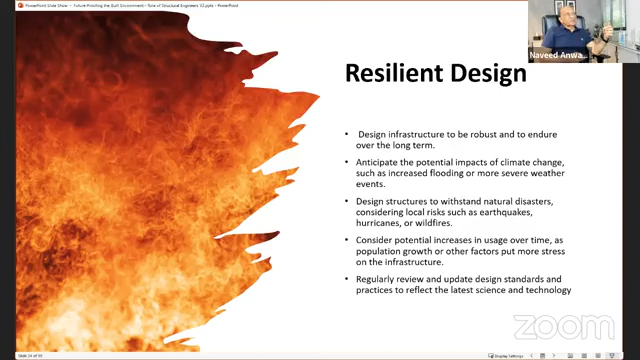 PowerPoint Slide Show - Future-Proofing the Built Environment - Role of Structural Engineers V2.pptx - PowerPoint
Naveed Anwa...
Resilient Design
• Design infrastructure to be robust and to endure
over the long term.
• Anticipate the potential impacts of climate change,
such as increased flooding or more severe weather
events.
• Design structures to withstand natural disasters,
considering local risks such as earthquakes,
hurricanes, or wildfires.
• Consider potential increases in usage over time, as
population growth or other factors put more stress
on the infrastructure.
• Regularly review and update design standards and
practices to reflect the latest science and technology
zoom
Display Settings